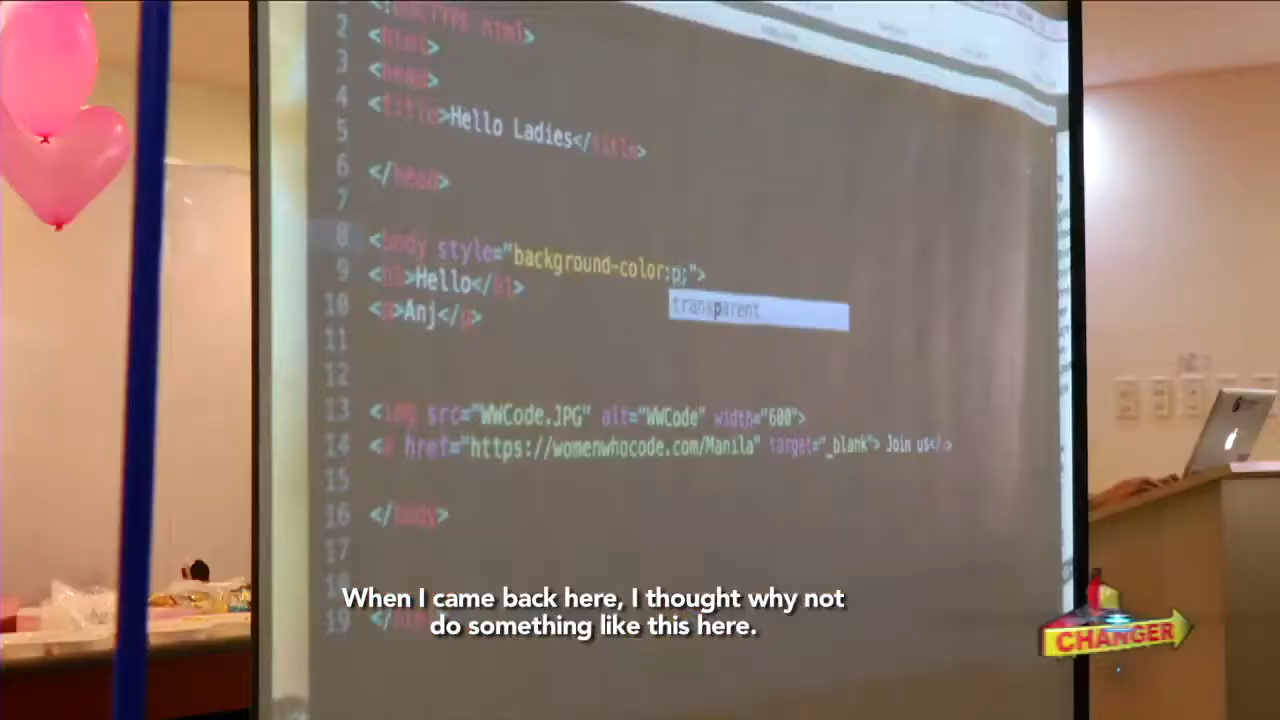 <!DOCTYPE html>
2 <html>
3 <head>
4 <title>Hello Ladies</title>
5
6 </head>
7
8 <body style="background-color:p;">
transparent
9 <h1>Hello</h1>
10 <p>Anj</p>
11
12
13 <img src="WWCode.JPG" alt="WWCode" width="600">
14 <a href="https://womenwhocode.com/Manila" target="_blank"> Join us</a>
15
16 </body>
17
18
19
When I came back here, I thought why not
do something like this here.
CHANGER